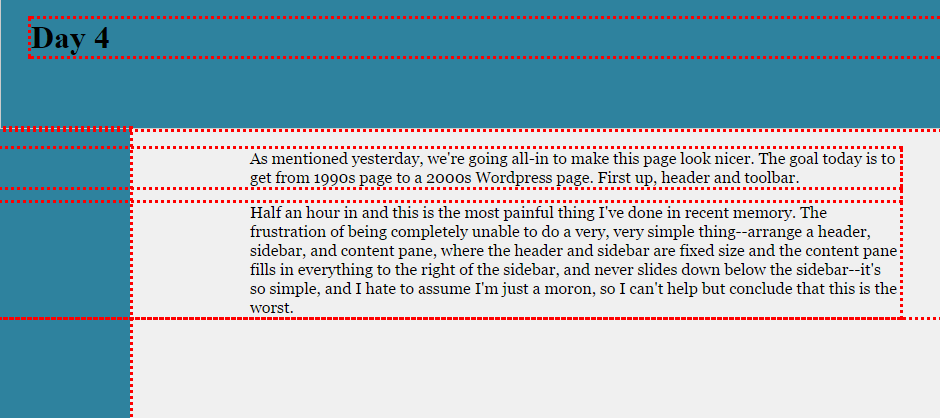 Day 4
As mentioned yesterday, we're going all-in to make this page look nicer. The goal today is to
get from 1990s page to a 2000s Wordpress page. First up, header and toolbar.
Half an hour in and this is the most painful thing I've done in recent memory. The
frustration of being completely unable to do a very, very simple thing--arrange a header,
sidebar, and content pane, where the header and sidebar are fixed size and the content pane
fills in everything to the right of the sidebar, and never slides down below the sidebar--it's
so simple, and I hate to assume I'm just a moron, so I can't help but conclude that this is the
worst.